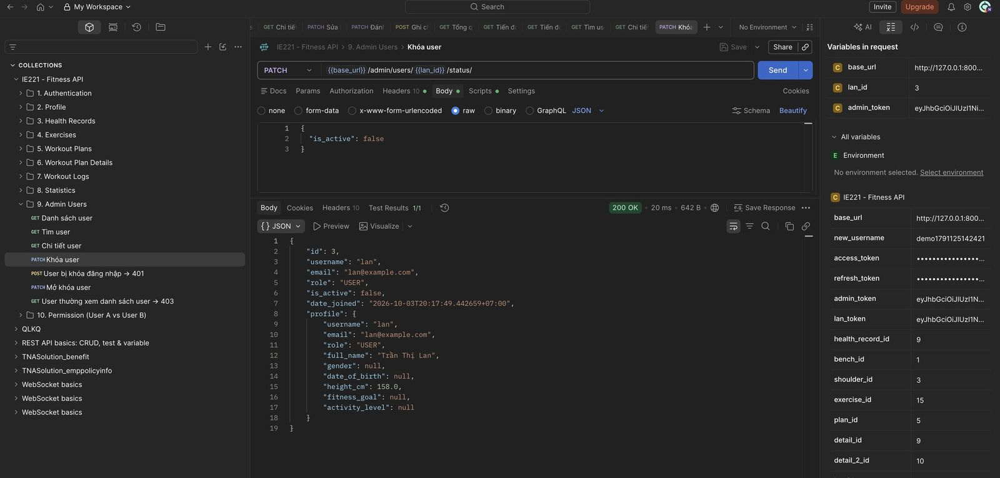 My Workspace
Search
Invite
Upgrade
GET Chi tiế
PATCH Sửa
PATCH Đán
POST Ghi c
GET Tổng q
GET Tiến đ
GET Tiến đ
GET Tìm us
GET Chi tiế
PATCH Khó
No Environment
AI
IE221 - Fitness API > 9. Admin Users > Khóa user
Save
Share
Variables in request
COLLECTIONS
IE221 - Fitness API
1. Authentication
2. Profile
3. Health Records
4. Exercises
5. Workout Plans
6. Workout Plan Details
7. Workout Logs
8. Statistics
9. Admin Users
GET Danh sách user
GET Tìm user
GET Chi tiết user
PATCH Khóa user
POST User bị khóa đăng nhập → 401
PATCH Mở khóa user
GET User thường xem danh sách user → 403
10. Permission (User A vs User B)
QLKQ
REST API basics: CRUD, test & variable
TNASolution_benefit
TNASolution_emppolicyinfo
WebSocket basics
WebSocket basics
WebSocket basics
HTTP
PATCH
{{base_url}} /admin/users/ {{lan_id}} /status/
Send
Docs
Params
Authorization
Headers 10
Body
Scripts
Settings
Cookies
none
form-data
x-www-form-urlencoded
raw
binary
GraphQL
JSON
Schema
Beautify
1 {
2 "is_active": false
3 }
Body
Cookies
Headers 10
Test Results 1/1
200 OK
20 ms
642 B
e.g. Save Response
{} JSON
Preview
Visualize
1 {
2 "id": 3,
3 "username": "lan",
4 "email": "lan@example.com",
5 "role": "USER",
6 "is_active": false,
7 "date_joined": "2026-10-03T20:17:49.442659+07:00",
8 "profile": {
9 "username": "lan",
10 "email": "lan@example.com",
11 "role": "USER",
12 "full_name": "Trần Thị Lan",
13 "gender": null,
14 "date_of_birth": null,
15 "height_cm": 158.0,
16 "fitness_goal": null,
17 "activity_level": null
18 }
19 }
C base_url http://127.0.0.1:800...
C lan_id 3
C admin_token eyJhbGciOiJIUzI1Ni...
All variables
E Environment
No environment selected. Select environment
C IE221 - Fitness API
base_url http://127.0.0.1:800...
new_username demo1791125142421
access_token ••••••••••••••••...
refresh_token ••••••••••••••••...
admin_token eyJhbGciOiJIUzI1N...
lan_token eyJhbGciOiJIUzI1N...
health_record_id 9
bench_id 1
shoulder_id 3
exercise_id 15
plan_id 5
detail_id 9
detail_2_id 10